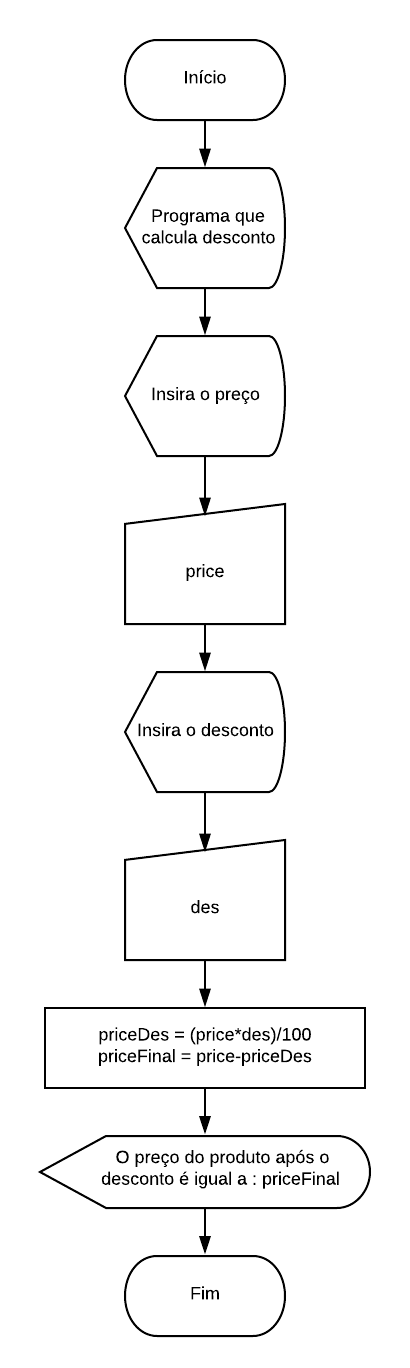 Início
Programa que
calcula desconto
Insira o preço
price
Insira o desconto
des
priceDes = (price*des)/100
priceFinal = price-priceDes
O preço do produto após o
desconto é igual a : priceFinal
Fim